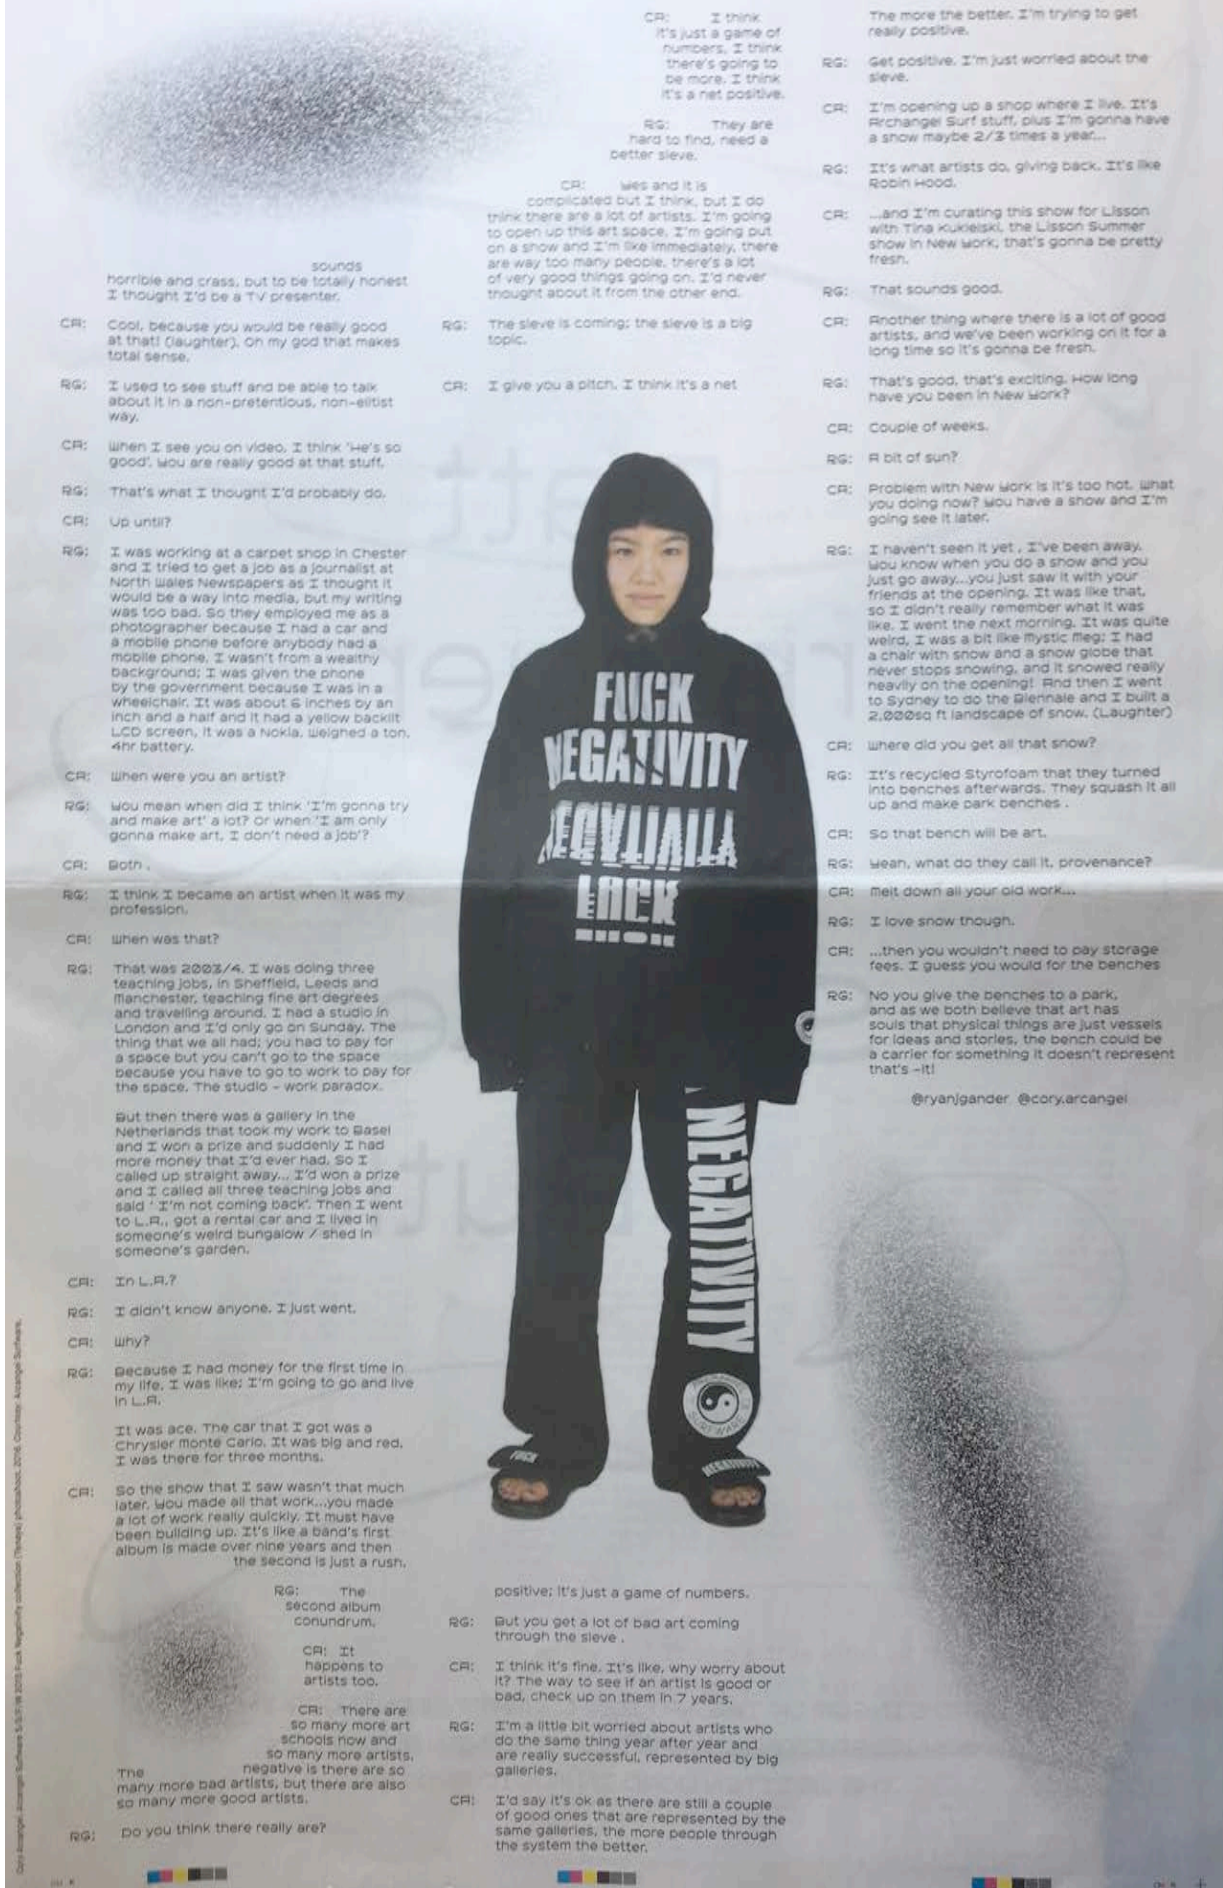 sounds
horrible and crass, but to be totally honest
I thought I'd be a TV presenter.
CA: Cool, because you would be really good
at that! (laughter). Oh my god that makes
total sense.
RG: I used to see stuff and be able to talk
about it in a non-pretentious, non-elitist
way.
CA: When I see you on video, I think 'He's so
good'. You are really good at that stuff.
RG: That's what I thought I'd probably do.
CA: Up until?
RG: I was working at a carpet shop in Chester
and I tried to get a job as a journalist at
North Wales Newspapers as I thought it
would be a way into media, but my writing
was too bad. So they employed me as a
photographer because I had a car and
a mobile phone before anybody had a
mobile phone. I wasn't from a wealthy
background; I was given the phone
by the government because I was in a
wheelchair. It was about 6 inches by an
inch and a half and it had a yellow backlit
LCD screen, it was a Nokia. Weighed a ton.
4hr battery.
CA: When were you an artist?
RG: You mean when did I think 'I'm gonna try
and make art' a lot? Or when 'I am only
gonna make art, I don't need a job'?
CA: Both .
RG: I think I became an artist when it was my
profession.
CA: When was that?
RG: That was 2003/4. I was doing three
teaching jobs, in Sheffield, Leeds and
Manchester, teaching fine art degrees
and travelling around. I had a studio in
London and I'd only go on Sunday. The
thing that we all had; you had to pay for
a space but you can't go to the space
because you have to go to work to pay for
the space. The studio - work paradox.
But then there was a gallery in the
Netherlands that took my work to Basel
and I won a prize and suddenly I had
more money that I'd ever had. So I
called up straight away... I'd won a prize
and I called all three teaching jobs and
said ' I'm not coming back'. Then I went
to L.A., got a rental car and I lived in
someone's weird bungalow / shed in
someone's garden.
CA: In L.A.?
RG: I didn't know anyone. I just went.
CA: Why?
RG: Because I had money for the first time in
my life. I was like; I'm going to go and live
in L.A.
It was ace. The car that I got was a
Chrysler Monte Carlo. It was big and red.
I was there for three months.
CA: So the show that I saw wasn't that much
later. You made all that work...you made
a lot of work really quickly. It must have
been building up. It's like a band's first
album is made over nine years and then
the second is just a rush.
RG: The
second album
conundrum.
CA: It
happens to
artists too.
CA: There are
so many more art
schools now and
so many more artists.
The negative is there are so
many more bad artists, but there are also
so many more good artists.
RG: Do you think there really are?
CA: I think
it's just a game of
numbers. I think
there's going to
be more. I think
it's a net positive.
RG: They are
hard to find, need a
better sieve.
CA: Yes and it is
complicated but I think, but I do
think there are a lot of artists. I'm going
to open up this art space. I'm going put
on a show and I'm like immediately, there
are way too many people, there's a lot
of very good things going on. I'd never
thought about it from the other end.
RG: The sieve is coming; the sieve is a big
topic.
CA: I give you a pitch. I think it's a net
FUCK
NEGATIVITY
NEGATIVITY
FUCK
NEGATIVITY
ARCANGEL
SURFWARE
FUCK
NEGATIVITY
positive; it's just a game of numbers.
RG: But you get a lot of bad art coming
through the sieve .
CA: I think it's fine. It's like, why worry about
it? The way to see if an artist is good or
bad, check up on them in 7 years.
RG: I'm a little bit worried about artists who
do the same thing year after year and
are really successful, represented by big
galleries.
CA: I'd say it's ok as there are still a couple
of good ones that are represented by the
same galleries, the more people through
the system the better.
The more the better. I'm trying to get
really positive.
RG: Get positive. I'm just worried about the
sieve.
CA: I'm opening up a shop where I live. It's
Archangel Surf stuff, plus I'm gonna have
a show maybe 2/3 times a year...
RG: It's what artists do, giving back. It's like
Robin Hood.
CA: ...and I'm curating this show for Lisson
with Tina Kukielski, the Lisson Summer
show in New York, that's gonna be pretty
fresh.
RG: That sounds good.
CA: Another thing where there is a lot of good
artists, and we've been working on it for a
long time so it's gonna be fresh.
RG: That's good, that's exciting. How long
have you been in New York?
CA: Couple of weeks.
RG: A bit of sun?
CA: Problem with New York is it's too hot. What
you doing now? You have a show and I'm
going see it later.
RG: I haven't seen it yet , I've been away.
You know when you do a show and you
just go away...you just saw it with your
friends at the opening. It was like that,
so I didn't really remember what it was
like. I went the next morning. It was quite
weird, I was a bit like Mystic Meg; I had
a chair with snow and a snow globe that
never stops snowing, and it snowed really
heavily on the opening! And then I went
to Sydney to do the Biennale and I built a
2,000sq ft landscape of snow. (Laughter)
CA: Where did you get all that snow?
RG: It's recycled Styrofoam that they turned
into benches afterwards. They squash it all
up and make park benches .
CA: So that bench will be art.
RG: Yeah, what do they call it, provenance?
CA: Melt down all your old work...
RG: I love snow though.
CA: ...then you wouldn't need to pay storage
fees. I guess you would for the benches
RG: No you give the benches to a park,
and as we both believe that art has
souls that physical things are just vessels
for ideas and stories, the bench could be
a carrier for something it doesn't represent
that's -it!
@ryanjgander @cory.arcangel